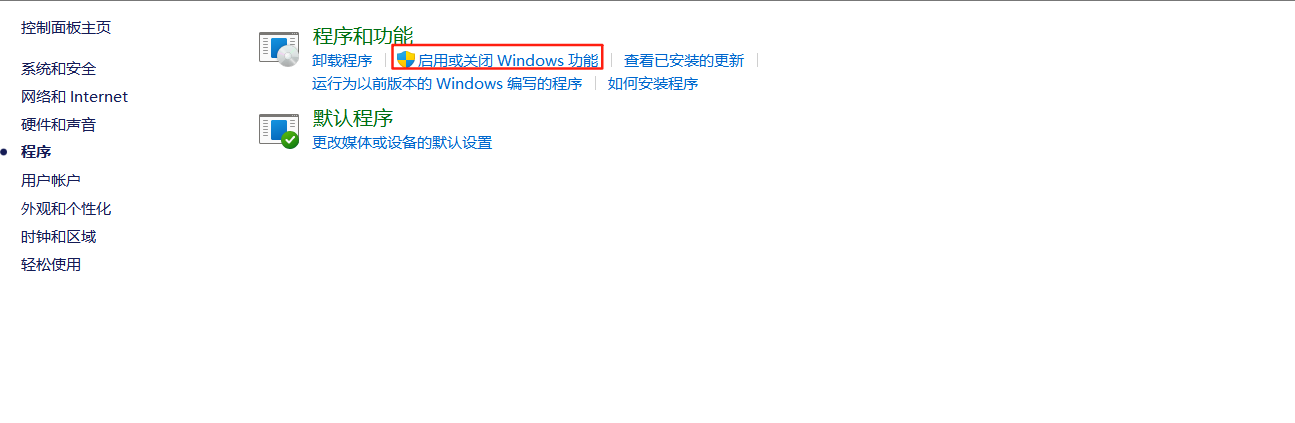 控制面板主页
系统和安全
网络和 Internet
硬件和声音
程序
用户帐户
外观和个性化
时钟和区域
轻松使用
程序和功能
卸载程序 启用或关闭 Windows 功能 查看已安装的更新
运行为以前版本的 Windows 编写的程序 如何安装程序
默认程序
更改媒体或设备的默认设置